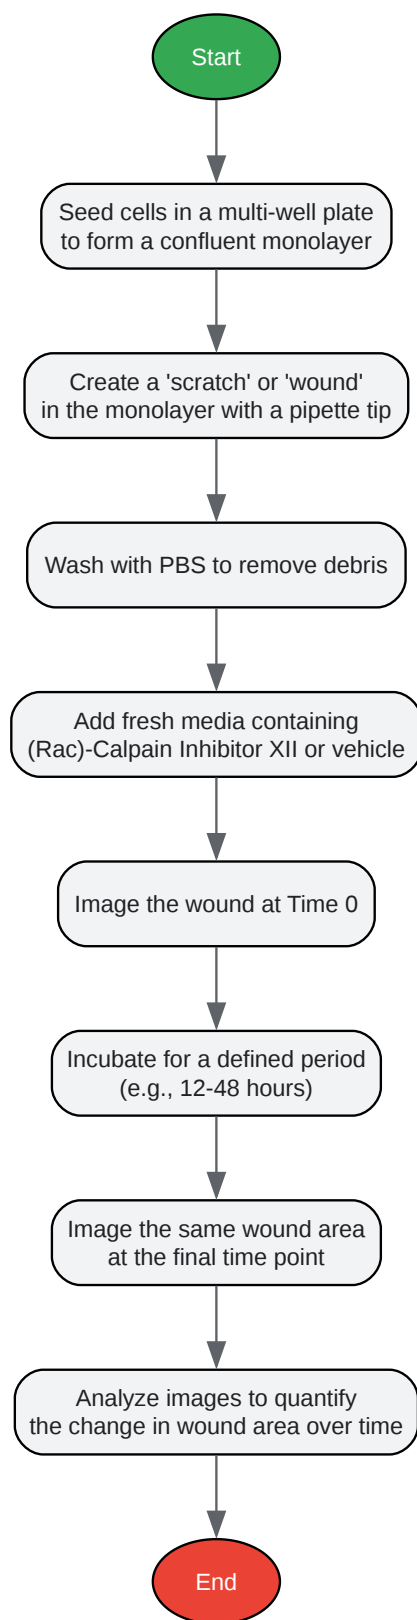 Start
Seed cells in a multi-well plate
to form a confluent monolayer
Create a 'scratch' or 'wound'
in the monolayer with a pipette tip
Wash with PBS to remove debris
Add fresh media containing
(Rac)-Calpain Inhibitor XII or vehicle
Image the wound at Time 0
Incubate for a defined period
(e.g., 12-48 hours)
Image the same wound area
at the final time point
Analyze images to quantify
the change in wound area over time
End